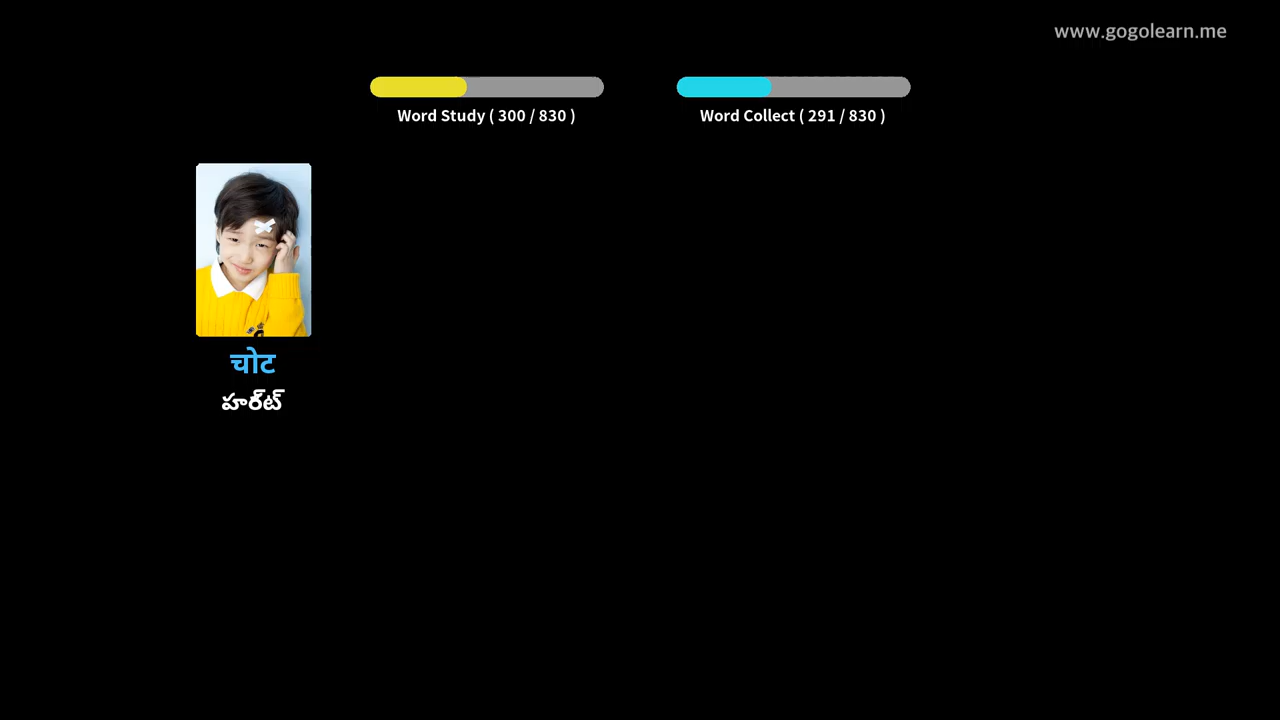 www.gogolearn.me
Word Study ( 300 / 830 )
Word Collect ( 291 / 830 )
चोट
హర్ట్